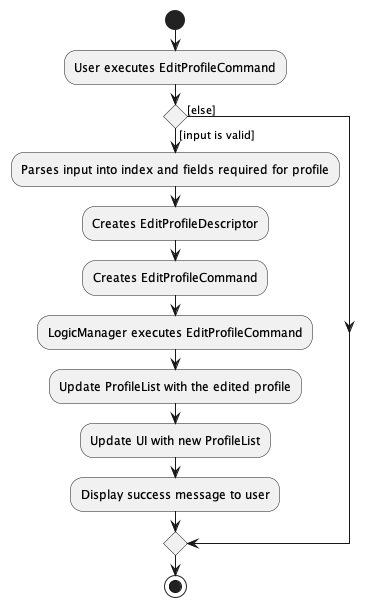 User executes EditProfileCommand
[else]
[input is valid]
Parses input into index and fields required for profile
Creates EditProfileDescriptor
Creates EditProfileCommand
LogicManager executes EditProfileCommand
Update ProfileList with the edited profile
Update UI with new ProfileList
Display success message to user